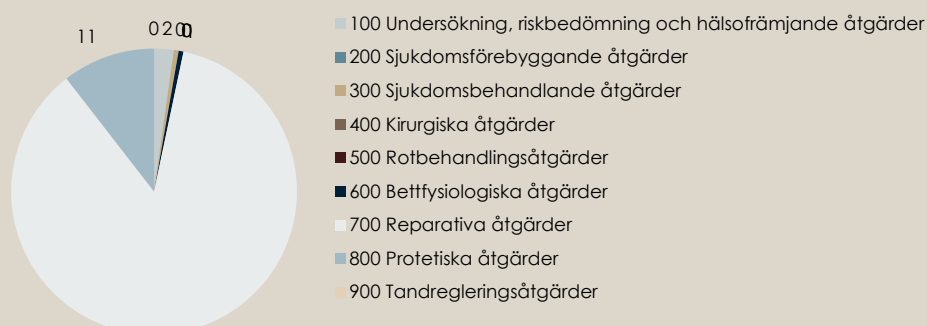 11
0 2 0
100 Undersökning, riskbedömning och hälsofrämjande åtgärder
200 Sjukdomsförebyggande åtgärder
300 Sjukdomsbehandlande åtgärder
400 Kirurgiska åtgärder
500 Rotbehandlingsåtgärder
600 Bettfysiologiska åtgärder
700 Reparativa åtgärder
800 Protetiska åtgärder
900 Tandregleringsåtgärder